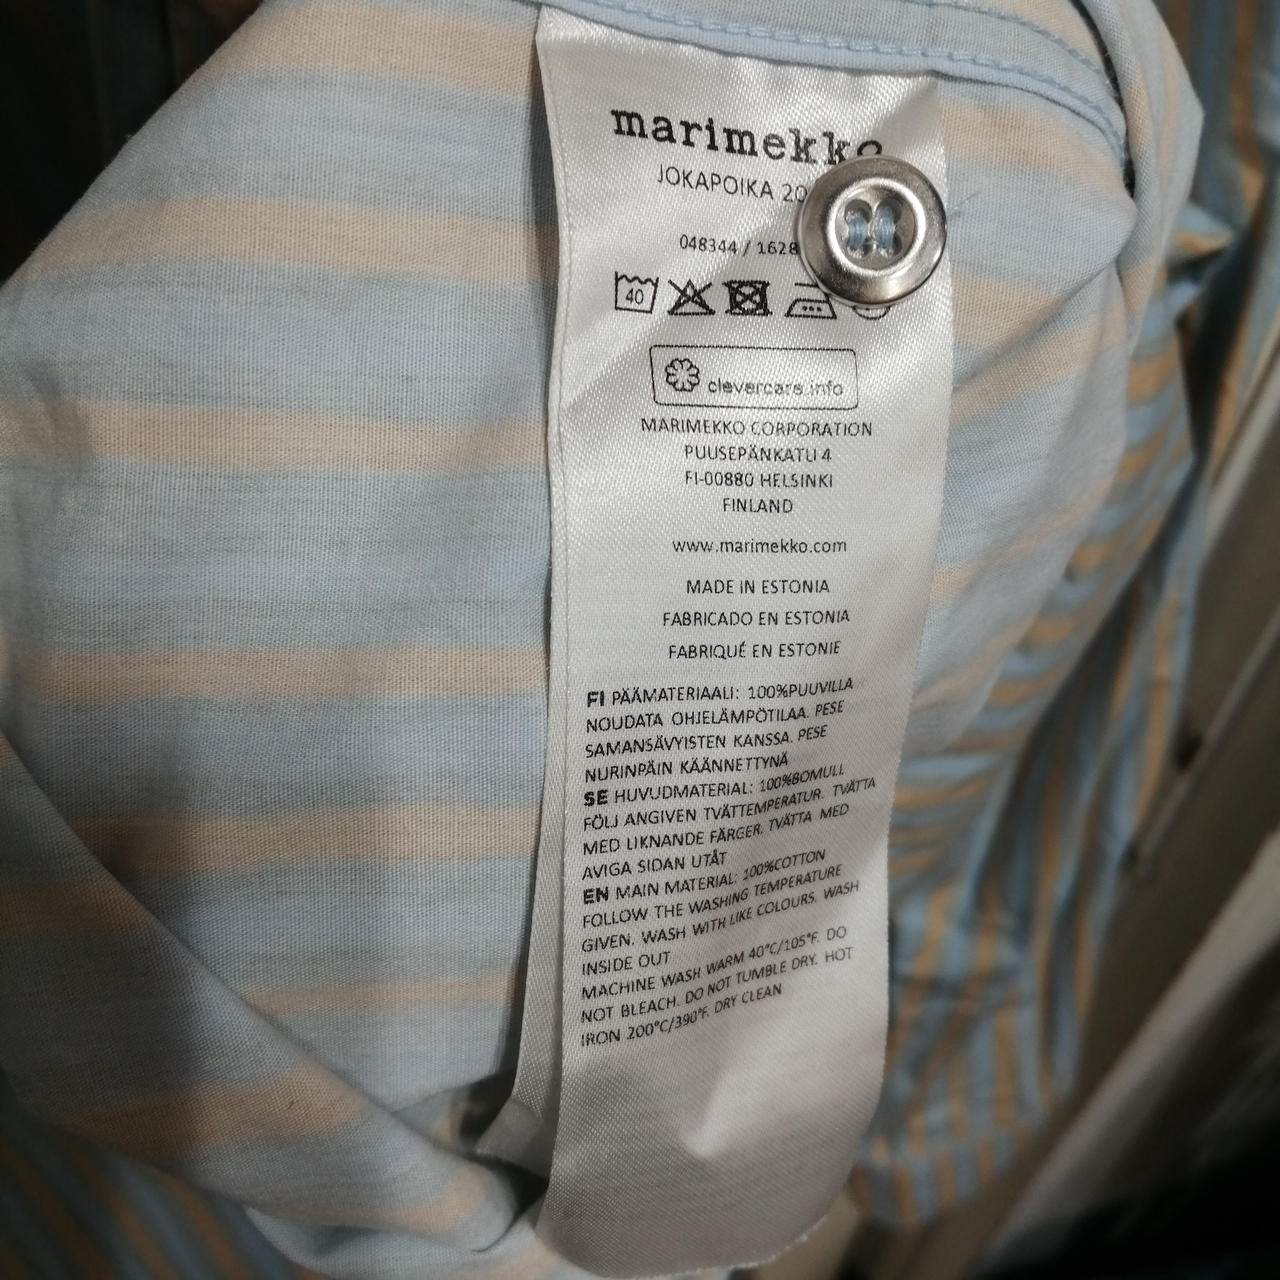 marimekko
JOKAPOIKA 20
048344 / 1628
40
clevercare.info
MARIMEKKO CORPORATION
PUUSEPÄNKATU 4
FI-00880 HELSINKI
FINLAND
www.marimekko.com
MADE IN ESTONIA
FABRICADO EN ESTONIA
FABRIQUÉ EN ESTONIE
FI PÄÄMATERIAALI: 100%PUUVILLA
NOUDATA OHJELÄMPÖTILAA. PESE
SAMANSÄVYISTEN KANSSA. PESE
NURINPÄIN KÄÄNNETTYNÄ
SE HUVUDMATERIAL: 100%BOMULL
FÖLJ ANGIVEN TVÄTTEMPERATUR. TVÄTTA
MED LIKNANDE FÄRGER. TVÄTTA MED
AVIGA SIDAN UTÅT
EN MAIN MATERIAL: 100%COTTON
FOLLOW THE WASHING TEMPERATURE
GIVEN. WASH WITH LIKE COLOURS. WASH
INSIDE OUT
MACHINE WASH WARM 40°C/105°F. DO
NOT BLEACH. DO NOT TUMBLE DRY. HOT
IRON 200°C/390°F. DRY CLEAN